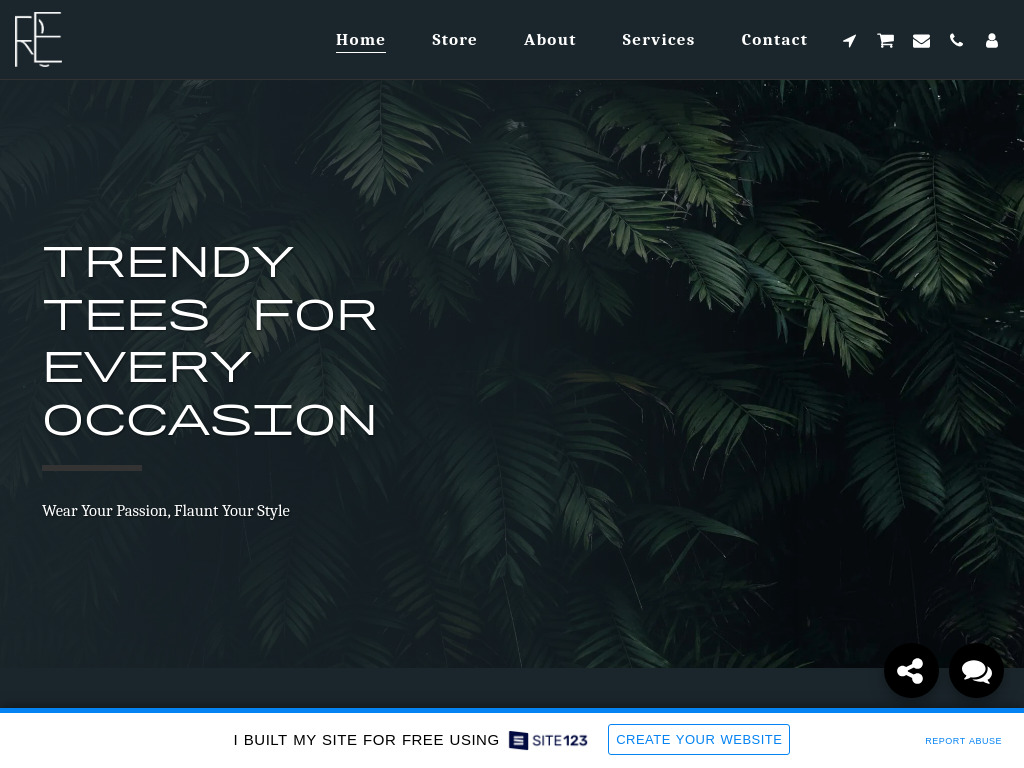 RE
Home Store About Services Contact
TRENDY
TEES FOR
EVERY
OCCASION
Wear Your Passion, Flaunt Your Style
I BUILT MY SITE FOR FREE USING SITE123 CREATE YOUR WEBSITE REPORT ABUSE